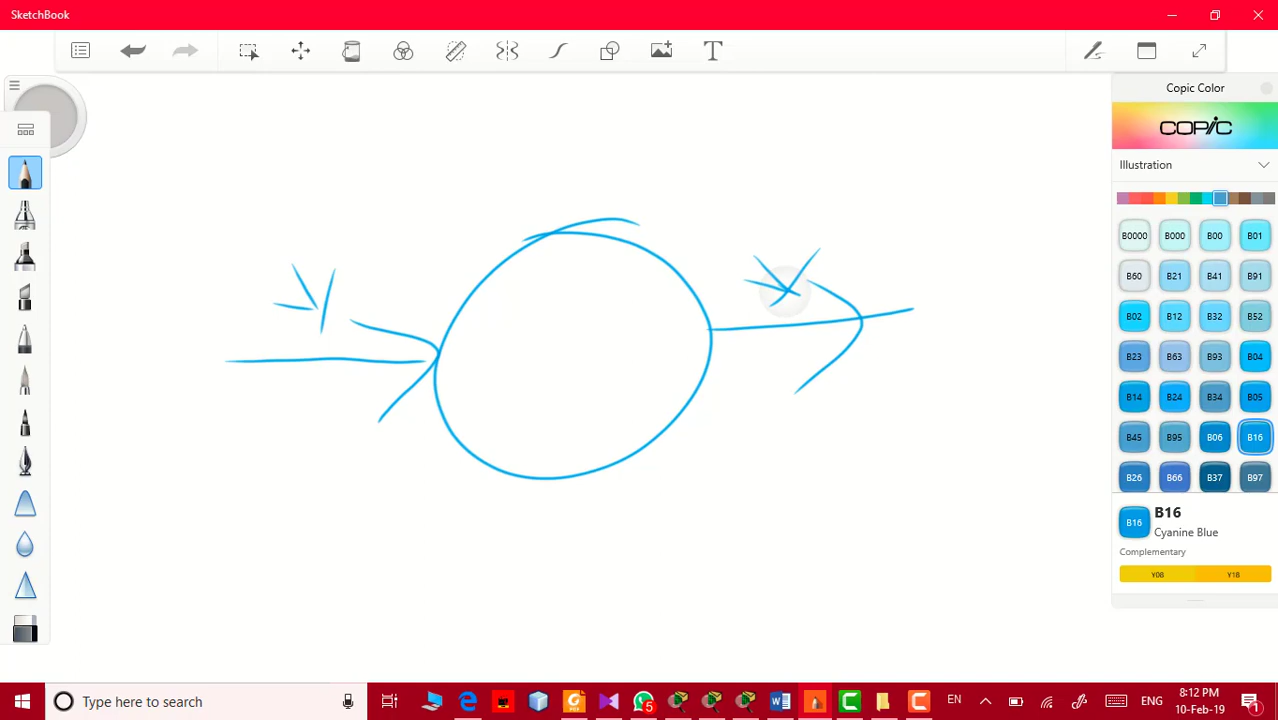 SketchBook
T
Copic Color
COPIC
Illustration
B0000 B000 B00 B01
B60 B21 B41 B91
B02 B12 B32 B52
B23 B63 B93 B04
B14 B24 B34 B05
B45 B95 B06 B16
B26 B66 B37 B97
B16
B16
Cyanine Blue
Complementary
Y08 Y18
Type here to search
5
EN
ENG
8:12 PM
10-Feb-19
1